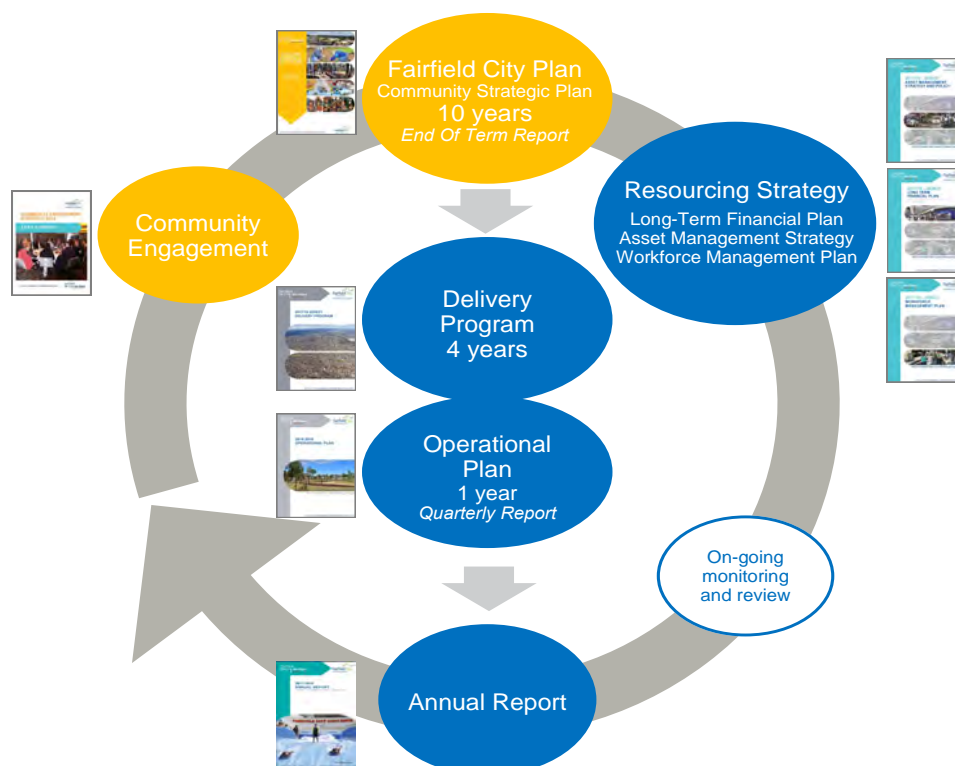 Fairfield City Plan
Community Strategic Plan
10 years
End Of Term Report
Resourcing Strategy
Long-Term Financial Plan
Asset Management Strategy
Workforce Management Plan
Community
Engagement
Delivery
Program
4 years
Operational
Plan
1 year
Quarterly Report
On-going
monitoring
and review
Annual Report